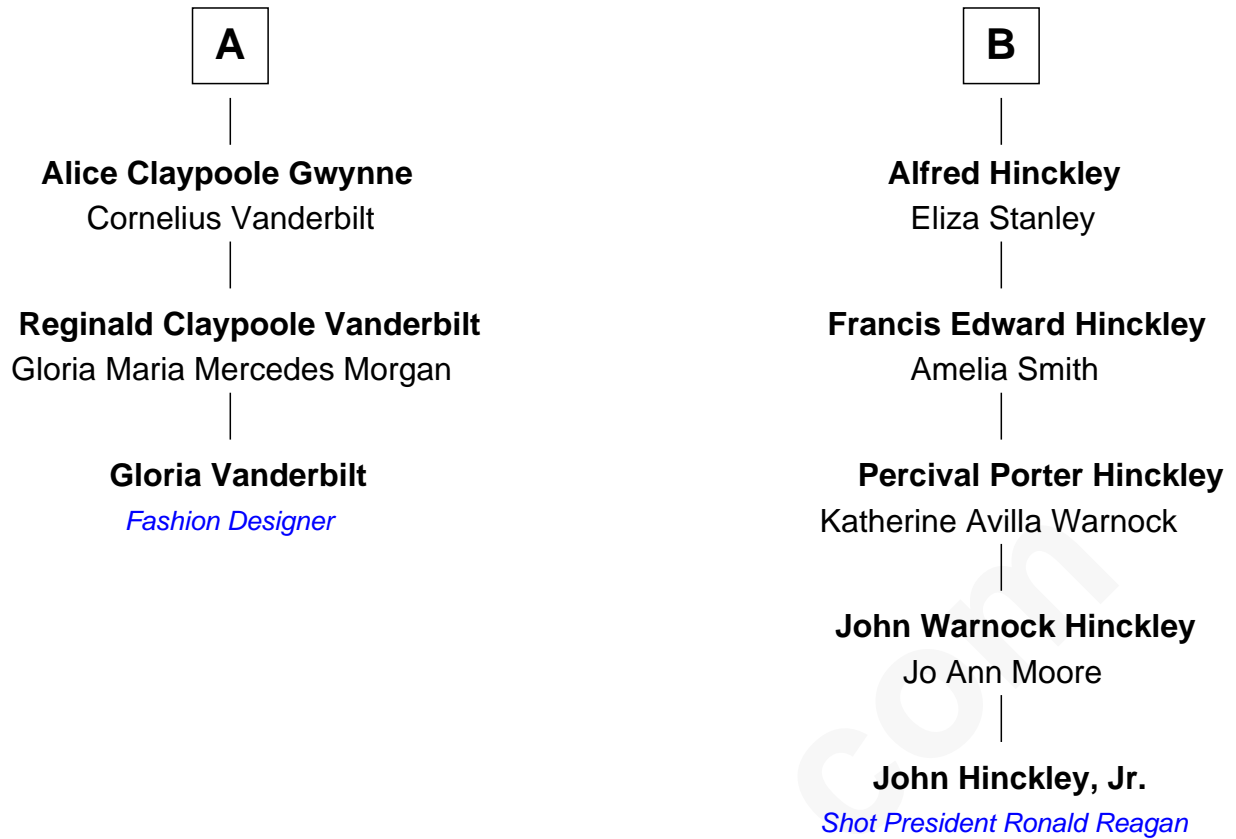 A
Alice Claypoole Gwynne
Cornelius Vanderbilt
Reginald Claypoole Vanderbilt
Gloria Maria Mercedes Morgan
Gloria Vanderbilt
Fashion Designer
B
Alfred Hinckley
Eliza Stanley
Francis Edward Hinckley
Amelia Smith
Percival Porter Hinckley
Katherine Avilla Warnock
John Warnock Hinckley
Jo Ann Moore
John Hinckley, Jr.
Shot President Ronald Reagan
com